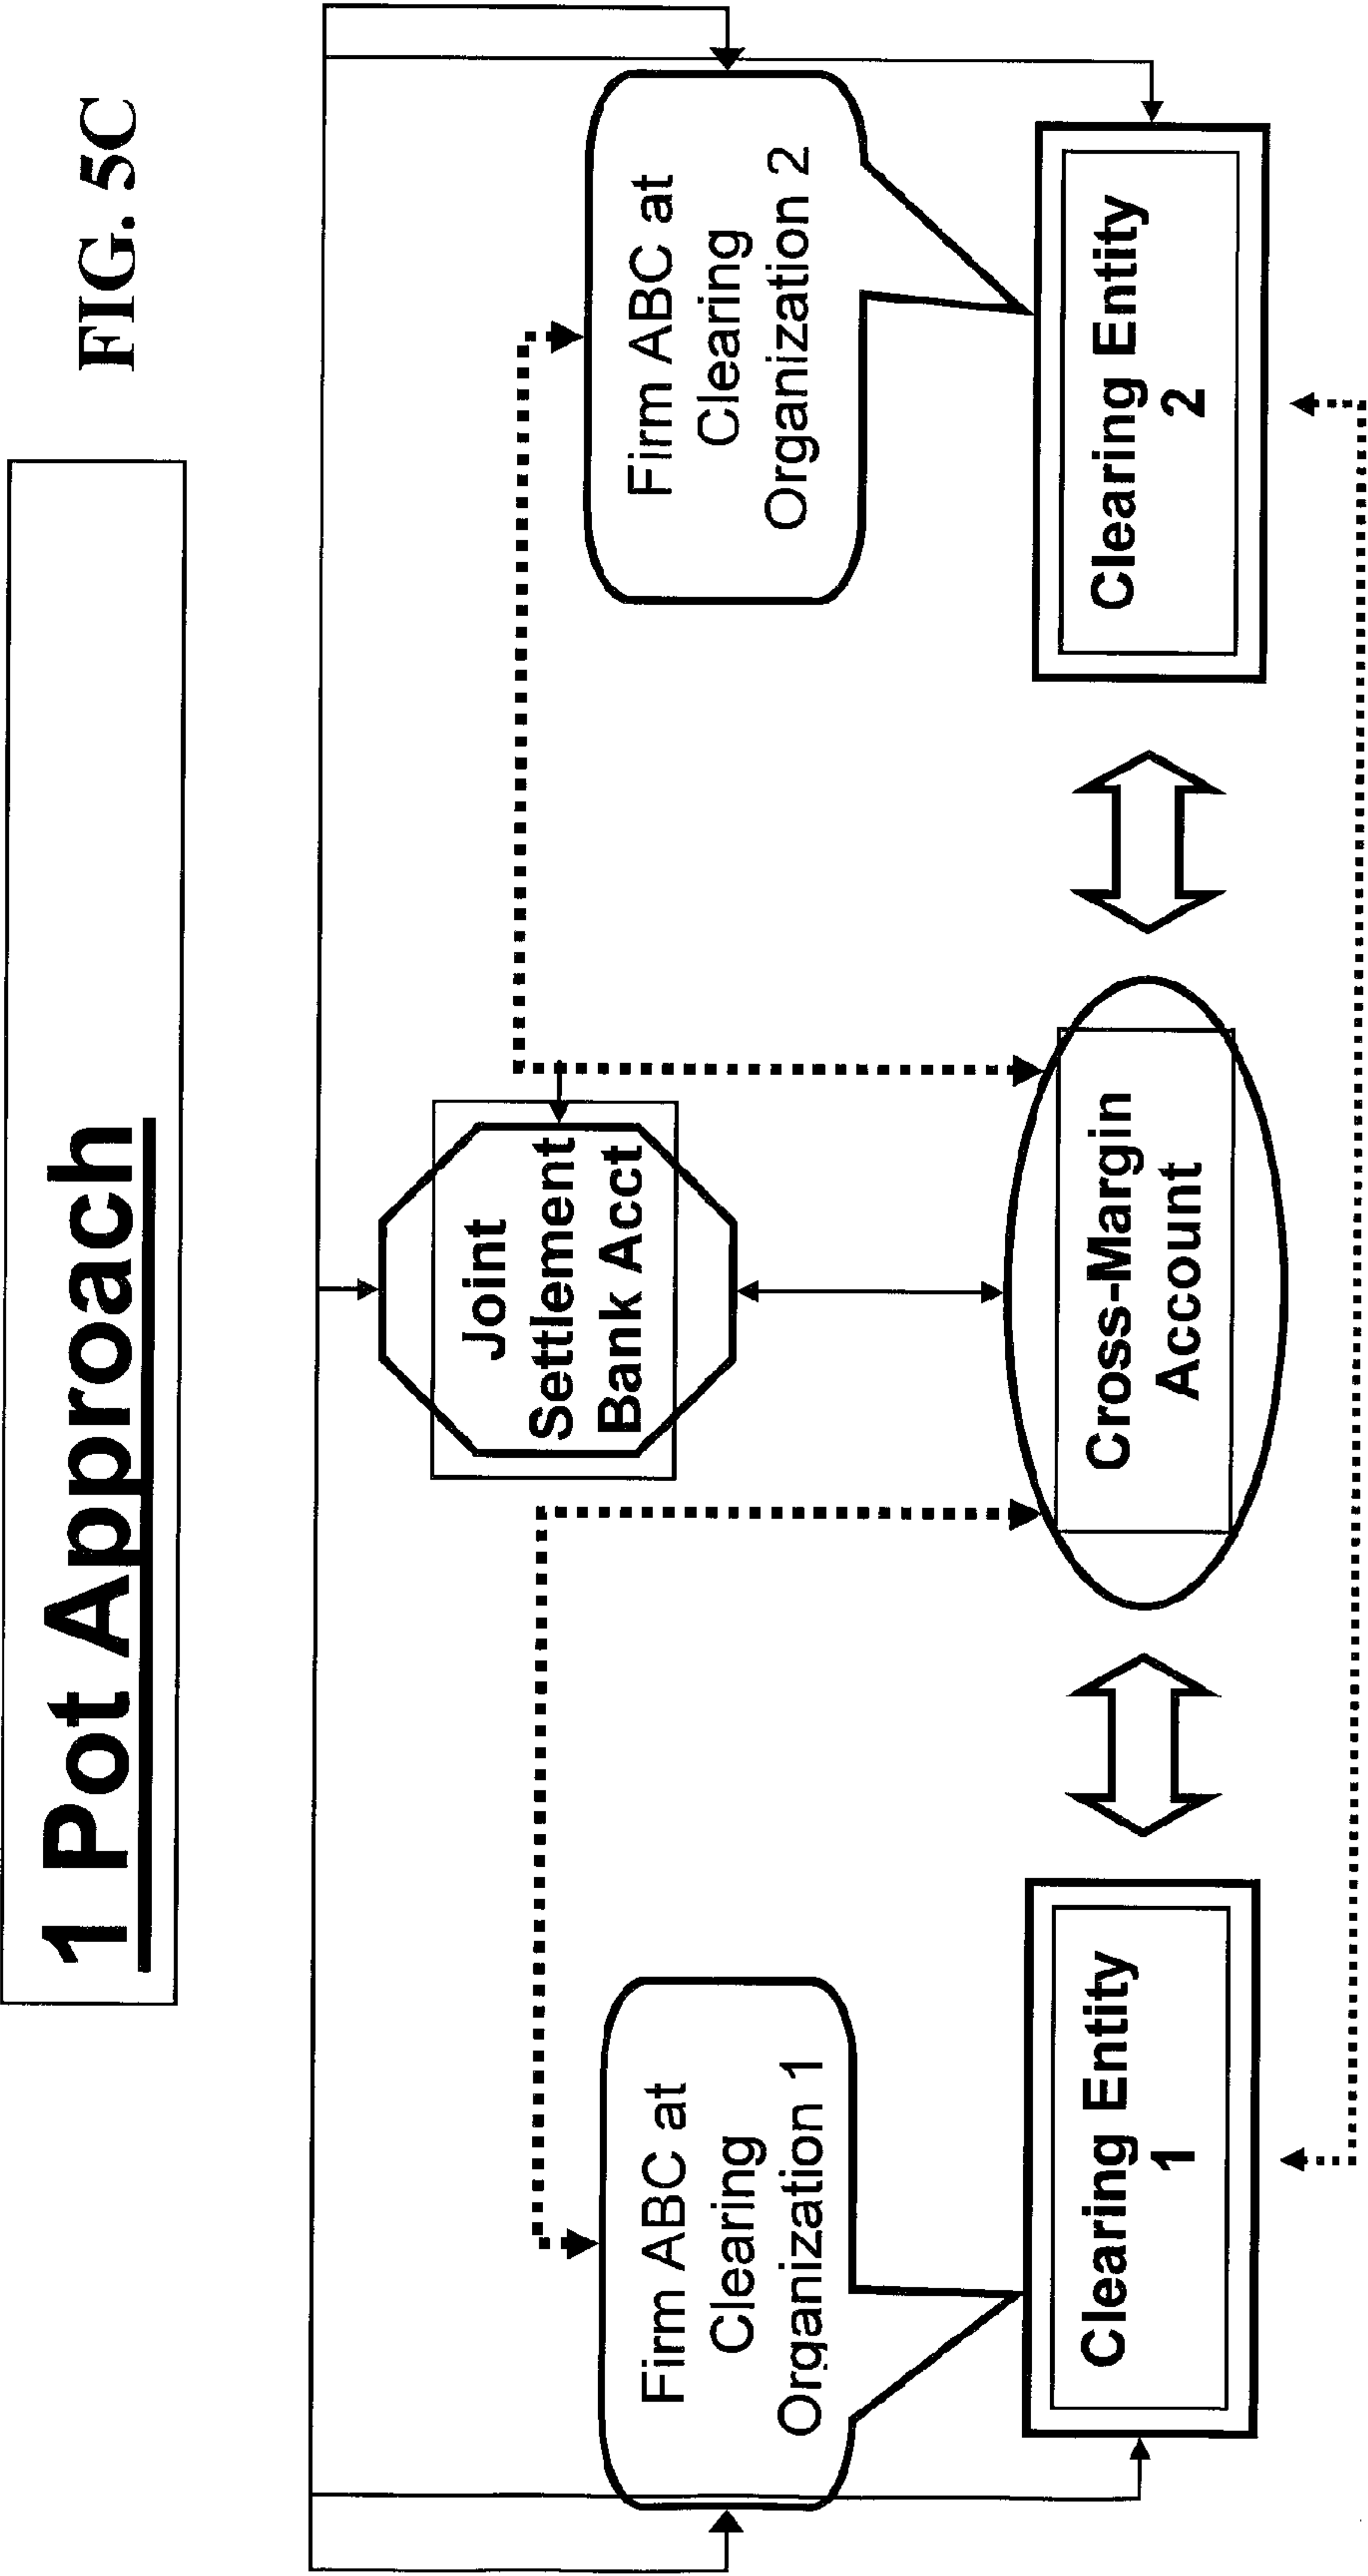 FIG. 5C
1 Pot Approach
Joint
Settlement
Bank Acct
Firm ABC at
Clearing
Organization 1
Firm ABC at
Clearing
Organization 2
Clearing Entity
1
Cross-Margin
Account
Clearing Entity
2